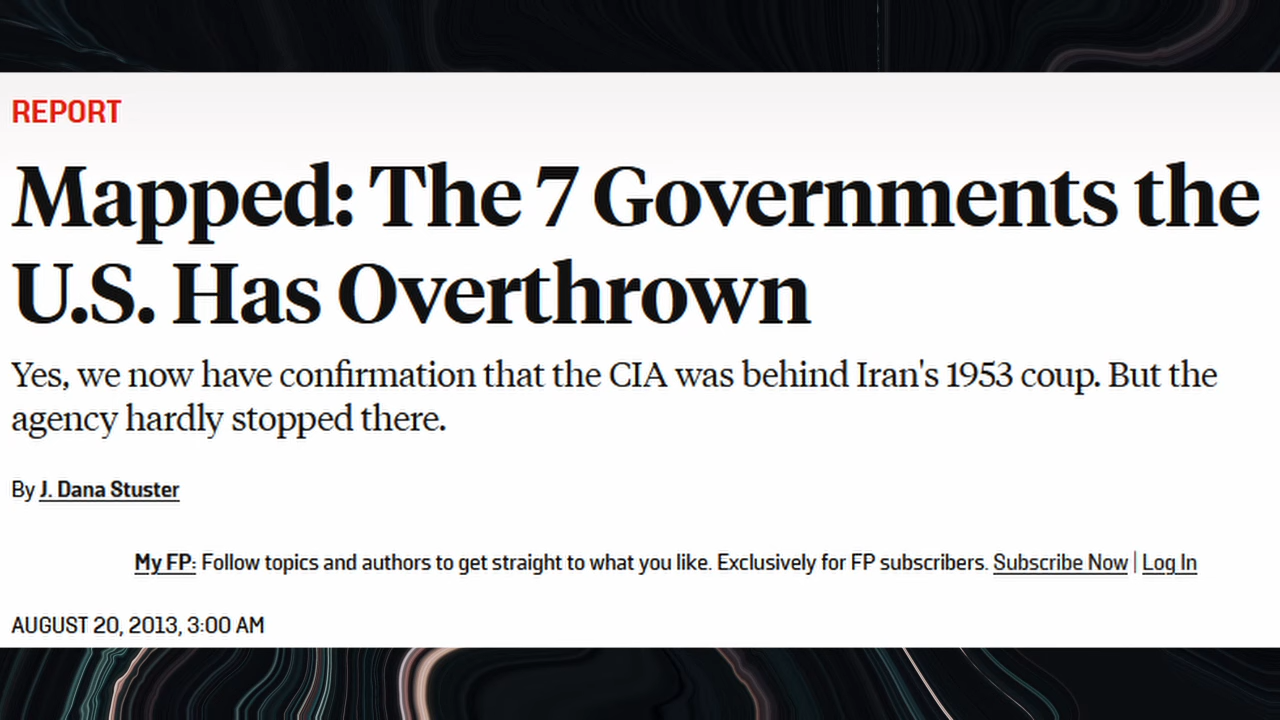 REPORT
Mapped: The 7 Governments the
U.S. Has Overthrown
Yes, we now have confirmation that the CIA was behind Iran's 1953 coup. But the
agency hardly stopped there.
By J. Dana Stuster
My FP: Follow topics and authors to get straight to what you like. Exclusively for FP subscribers. Subscribe Now | Log In
AUGUST 20, 2013, 3:00 AM